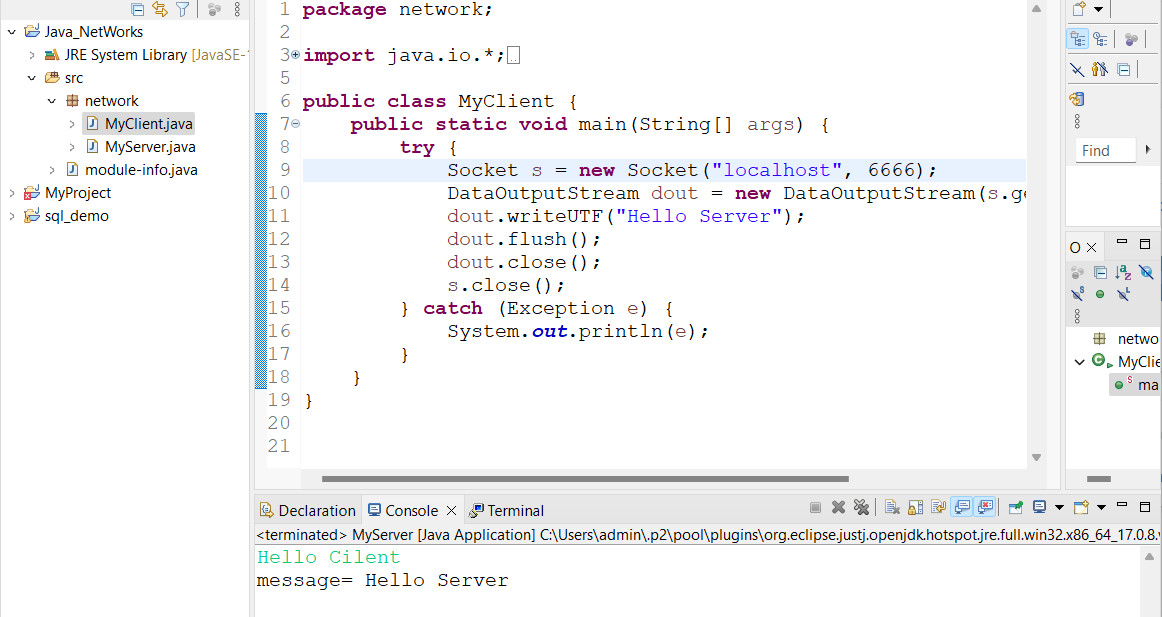 Java_NetWorks
JRE System Library [JavaSE-
src
network
MyClient.java
MyServer.java
module-info.java
MyProject
sql_demo
1 package network;
2
3 import java.io.*;
5
6 public class MyClient {
7 public static void main(String[] args) {
8 try {
9 Socket s = new Socket("localhost", 6666);
10 DataOutputStream dout = new DataOutputStream(s.ge
11 dout.writeUTF("Hello Server");
12 dout.flush();
13 dout.close();
14 s.close();
15 } catch (Exception e) {
16 System.out.println(e);
17 }
18 }
19 }
20
21
Find
O
netwo
MyClie
ma
Declaration Console Terminal
<terminated> MyServer [Java Application] C:\Users\admin\.p2\pool\plugins\org.eclipse.justj.openjdk.hotspot.jre.full.win32.x86_64_17.0.8.
Hello Cilent
message= Hello Server